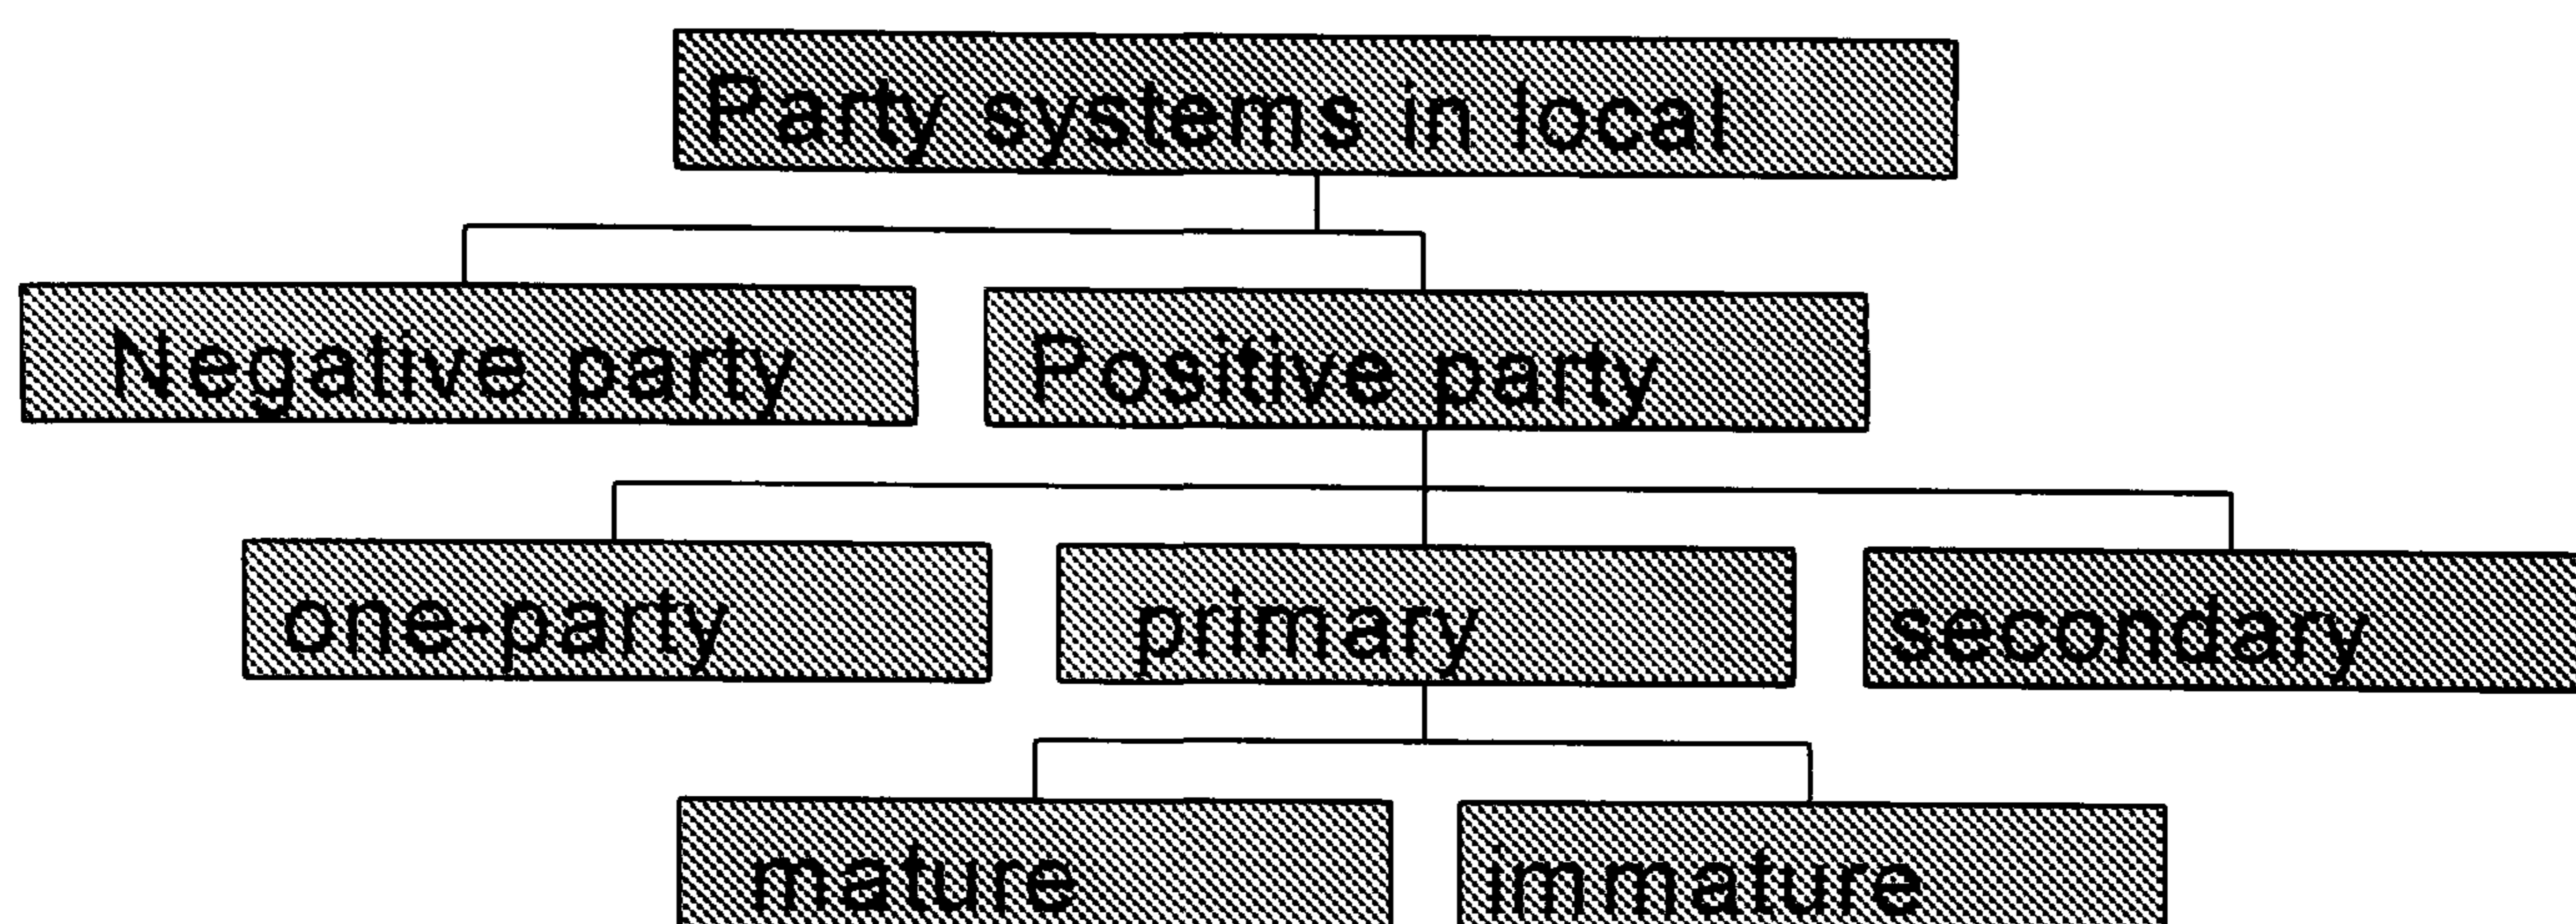 Party systems in local
Negative party
Positive party
one-party
primary
secondary
mature
immature